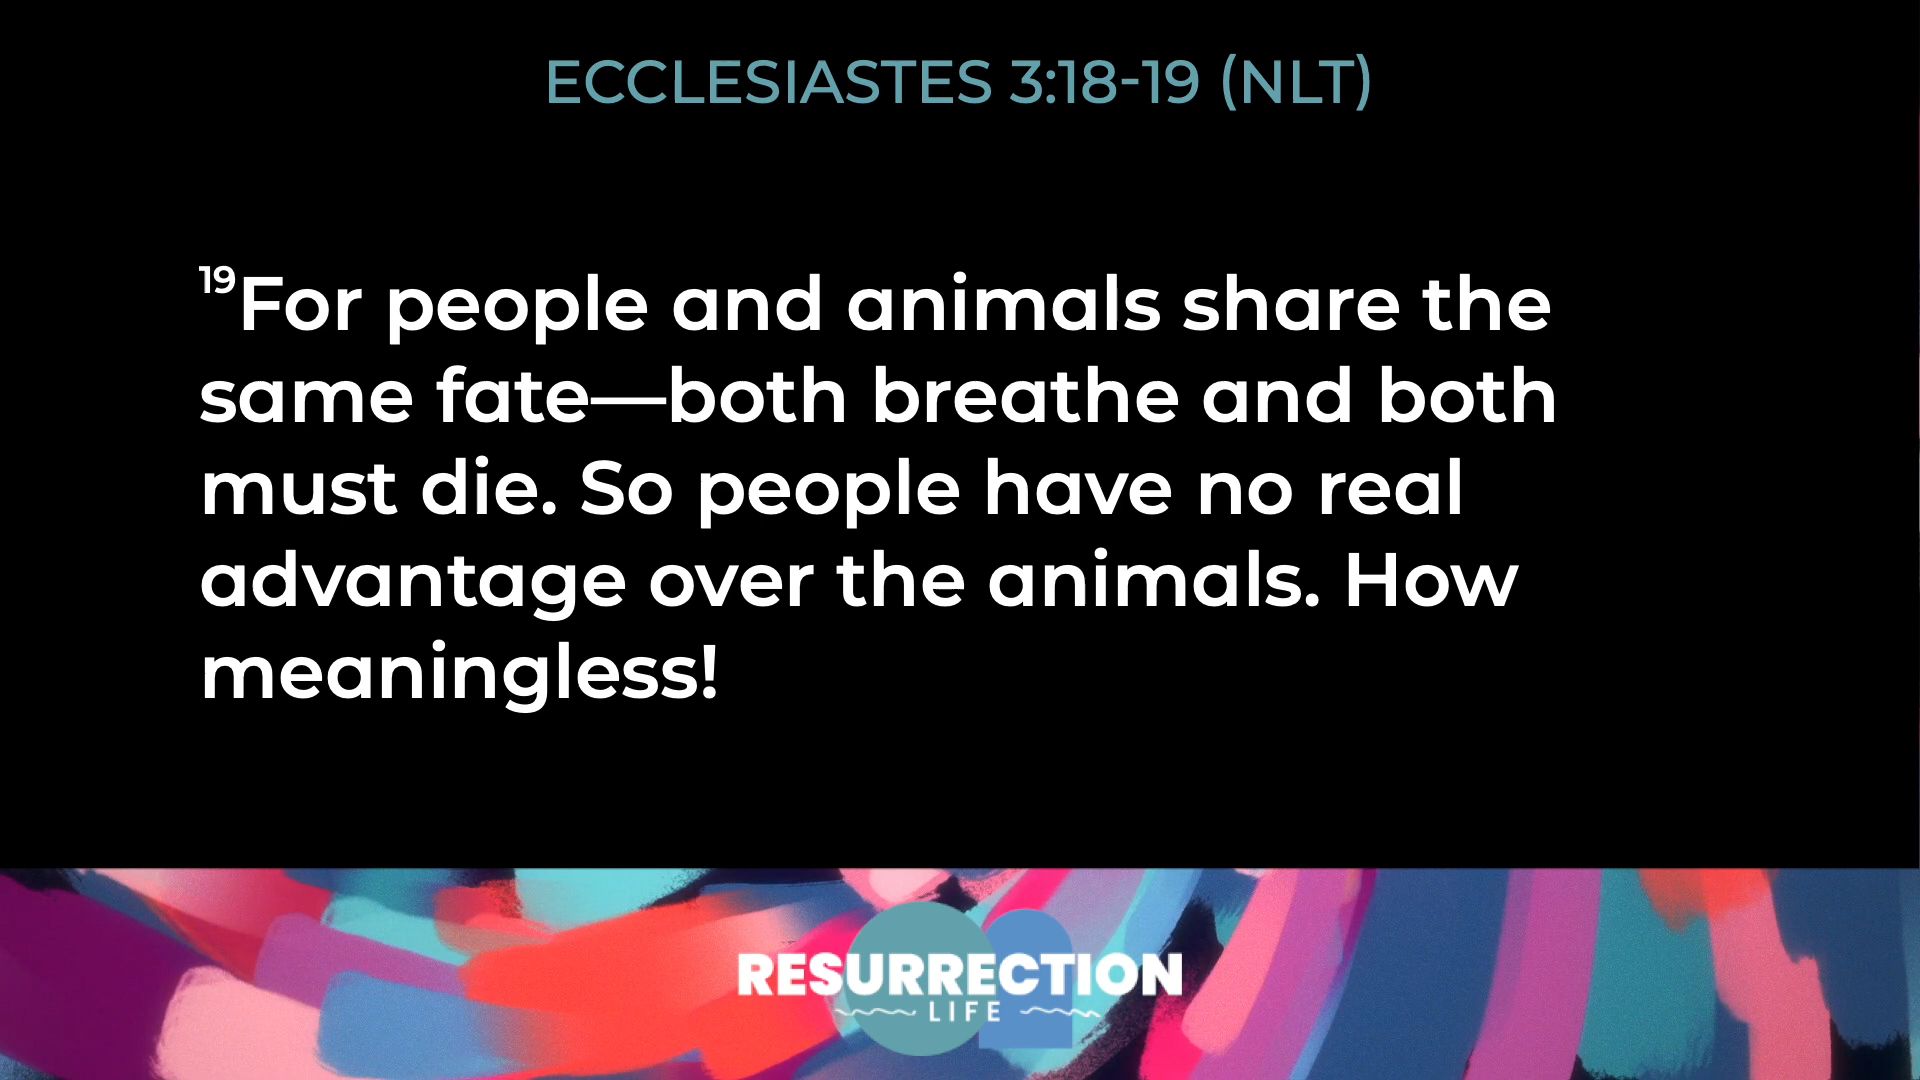 ECCLESIASTES 3:18-19 (NLT)
19For people and animals share the
same fate—both breathe and both
must die. So people have no real
advantage over the animals. How
meaningless!
RESURRECTION
LIFE